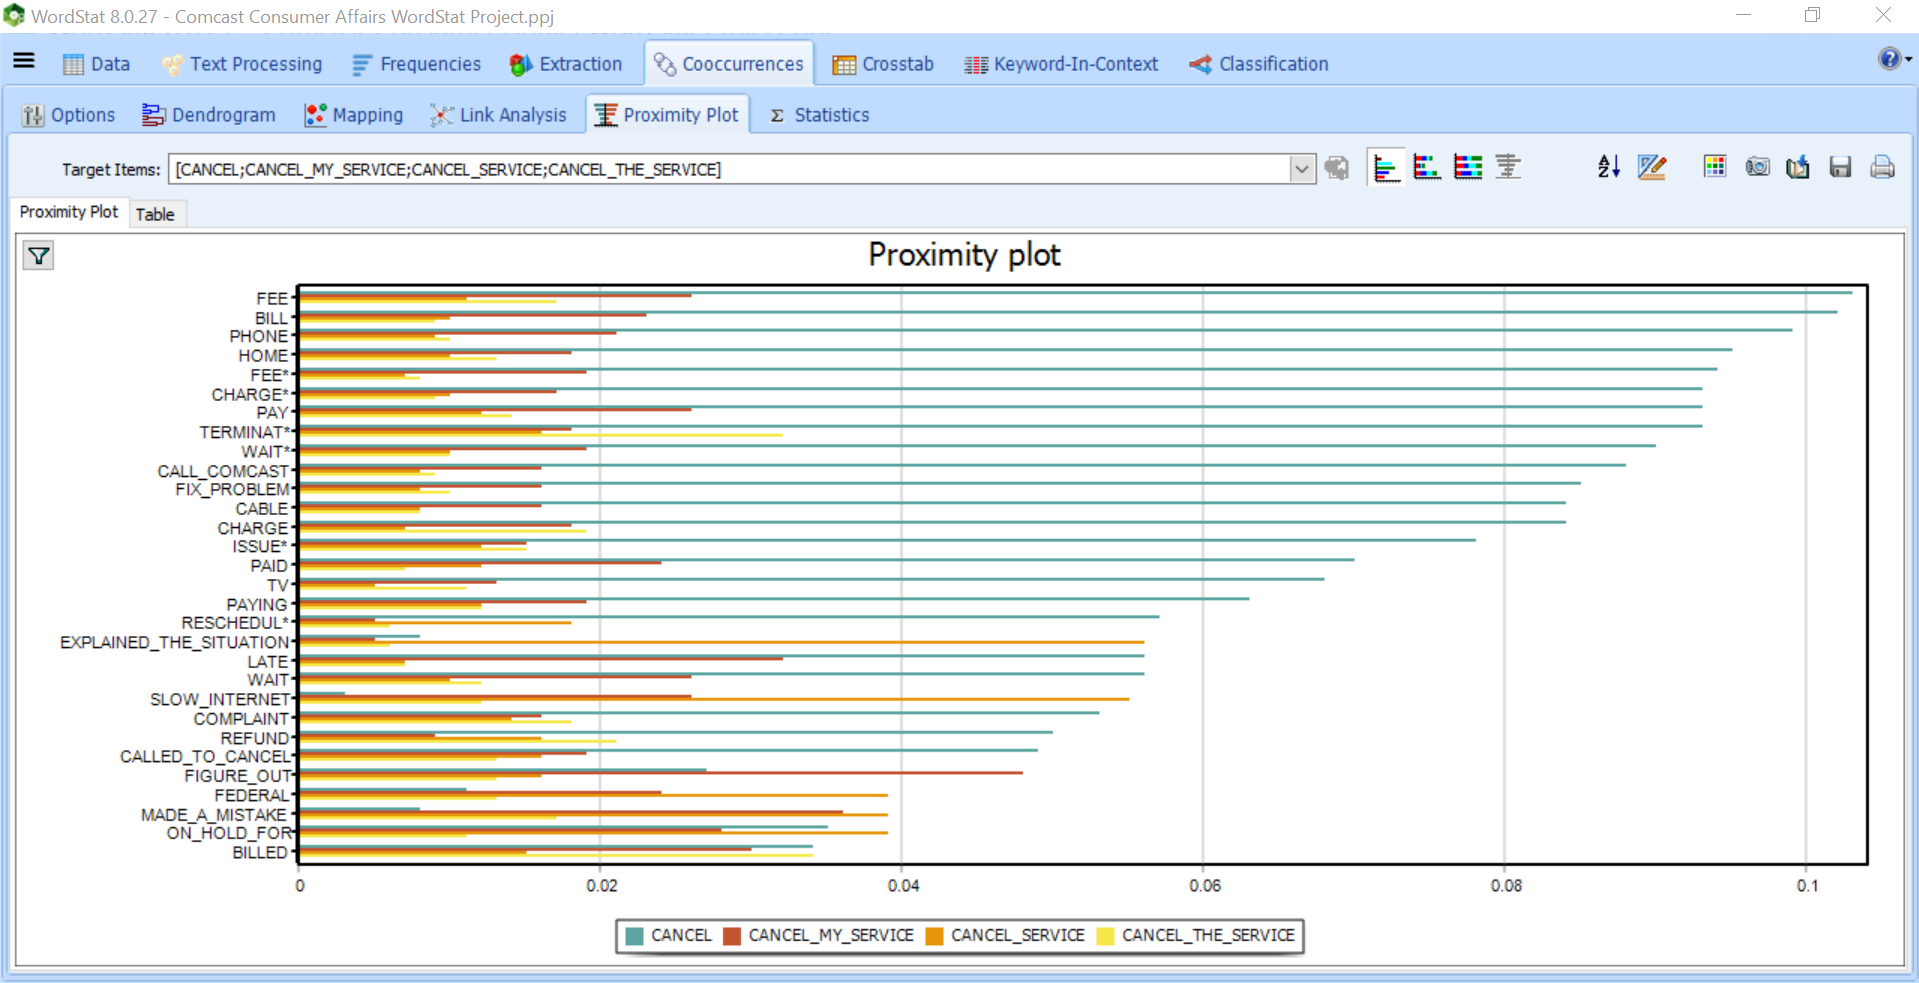 WordStat 8.0.27 - Comcast Consumer Affairs WordStat Project.ppj
Data Text Processing Frequencies Extraction Cooccurrences Crosstab Keyword-In-Context Classification
Options Dendrogram Mapping Link Analysis Proximity Plot Σ Statistics
Target Items: [CANCEL;CANCEL_MY_SERVICE;CANCEL_SERVICE;CANCEL_THE_SERVICE]
Proximity Plot Table
Proximity plot
FEE
BILL
PHONE
HOME
FEE*
CHARGE*
PAY
TERMINAT*
WAIT*
CALL_COMCAST
FIX_PROBLEM
CABLE
CHARGE
ISSUE*
PAID
TV
PAYING
RESCHEDUL*
EXPLAINED_THE_SITUATION
LATE
WAIT
SLOW_INTERNET
COMPLAINT
REFUND
CALLED_TO_CANCEL
FIGURE_OUT
FEDERAL
MADE_A_MISTAKE
ON_HOLD_FOR
BILLED
0 0.02 0.04 0.06 0.08 0.1
CANCEL CANCEL_MY_SERVICE CANCEL_SERVICE CANCEL_THE_SERVICE